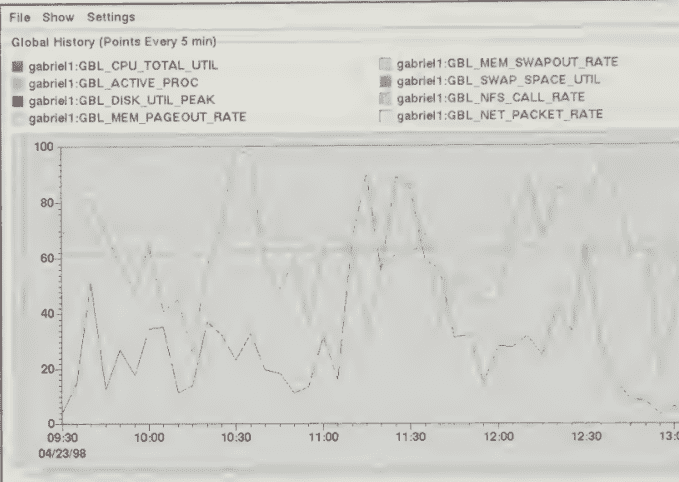 File Show Settings
Global History (Points Every 5 min)
gabriel1:GBL_CPU_TOTAL_UTIL
gabriel1:GBL_ACTIVE_PROC
gabriel1:GBL_DISK_UTIL_PEAK
gabriel1:GBL_MEM_PAGEOUT_RATE
gabriel1:GBL_MEM_SWAPOUT_RATE
gabriel1:GBL_SWAP_SPACE_UTIL
gabriel1:GBL_NFS_CALL_RATE
gabriel1:GBL_NET_PACKET_RATE
100
80
60
40
20
0
09:30 10:00 10:30 11:00 11:30 12:00 12:30 13:0
04/23/98